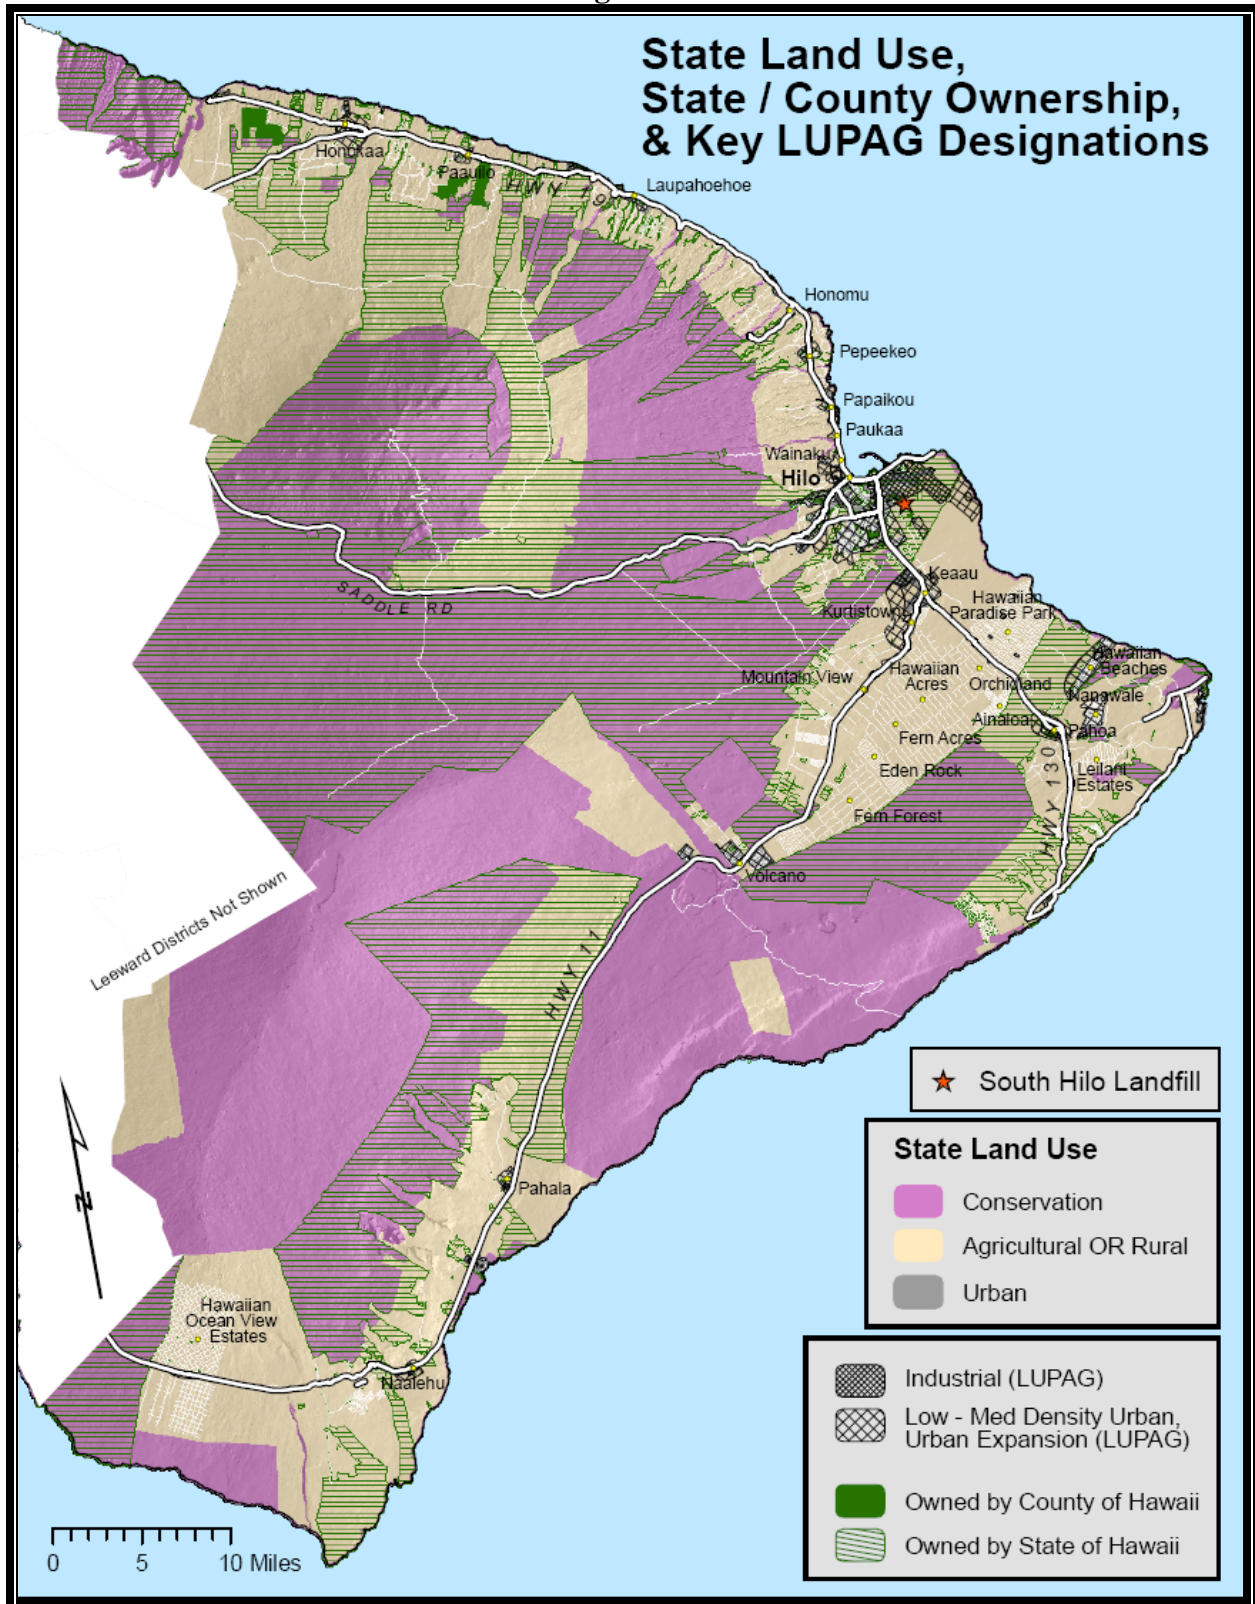 State Land Use,
State / County Ownership,
& Key LUPAG Designations
Honokaa
Paauilo
HWY 19
Laupahoehoe
Honomu
Pepeekeo
Papaikou
Paukaa
Wainaku
Hilo
SADDLE RD
Keaau
Hawaiian
Paradise Park
Kurtistown
Hawaiian
Beaches
Mountain View
Hawaiian
Acres
Orchidland
Nanawale
Ainaloa
Pahoa
Fern Acres
Eden Rock
Leilani
Estates
HWY 130
Fern Forest
Volcano
Leeward Districts Not Shown
HWY 11
Pahala
Hawaiian
Ocean View
Estates
Naalehu
N
South Hilo Landfill
State Land Use
Conservation
Agricultural OR Rural
Urban
Industrial (LUPAG)
Low - Med Density Urban,
Urban Expansion (LUPAG)
Owned by County of Hawaii
Owned by State of Hawaii
0 5 10 Miles